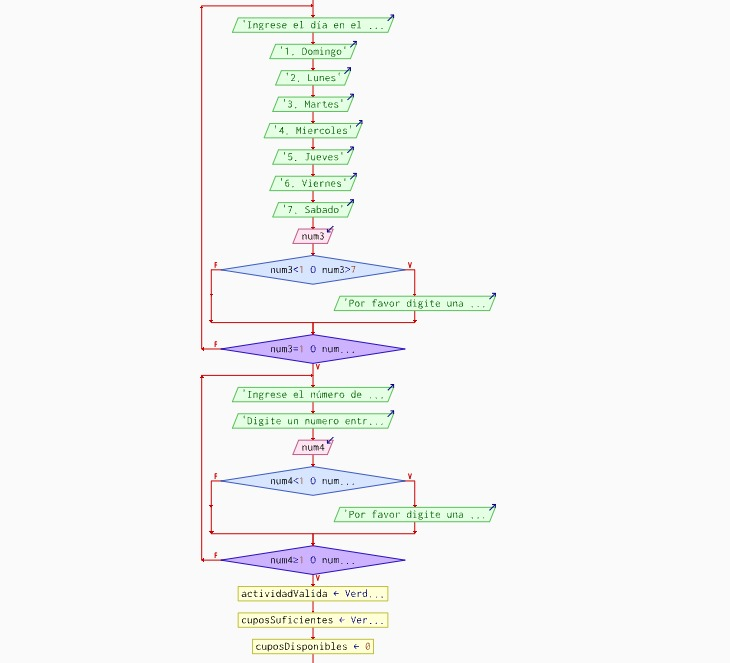 'Ingrese el día en el ...
'1. Domingo'
'2. Lunes'
'3. Martes'
'4. Miercoles'
'5. Jueves'
'6. Viernes'
'7. Sabado'
num3
F
num3<1 O num3>7
V
'Por favor digite una ...
F
num3=1 O num...
V
'Ingrese el número de ...
'Digite un numero entr...
num4
F
num4<1 O num...
V
'Por favor digite una ...
F
num4≥1 O num...
V
actividadValida ← Verd...
cuposSuficientes ← Ver...
cuposDisponibles ← 0